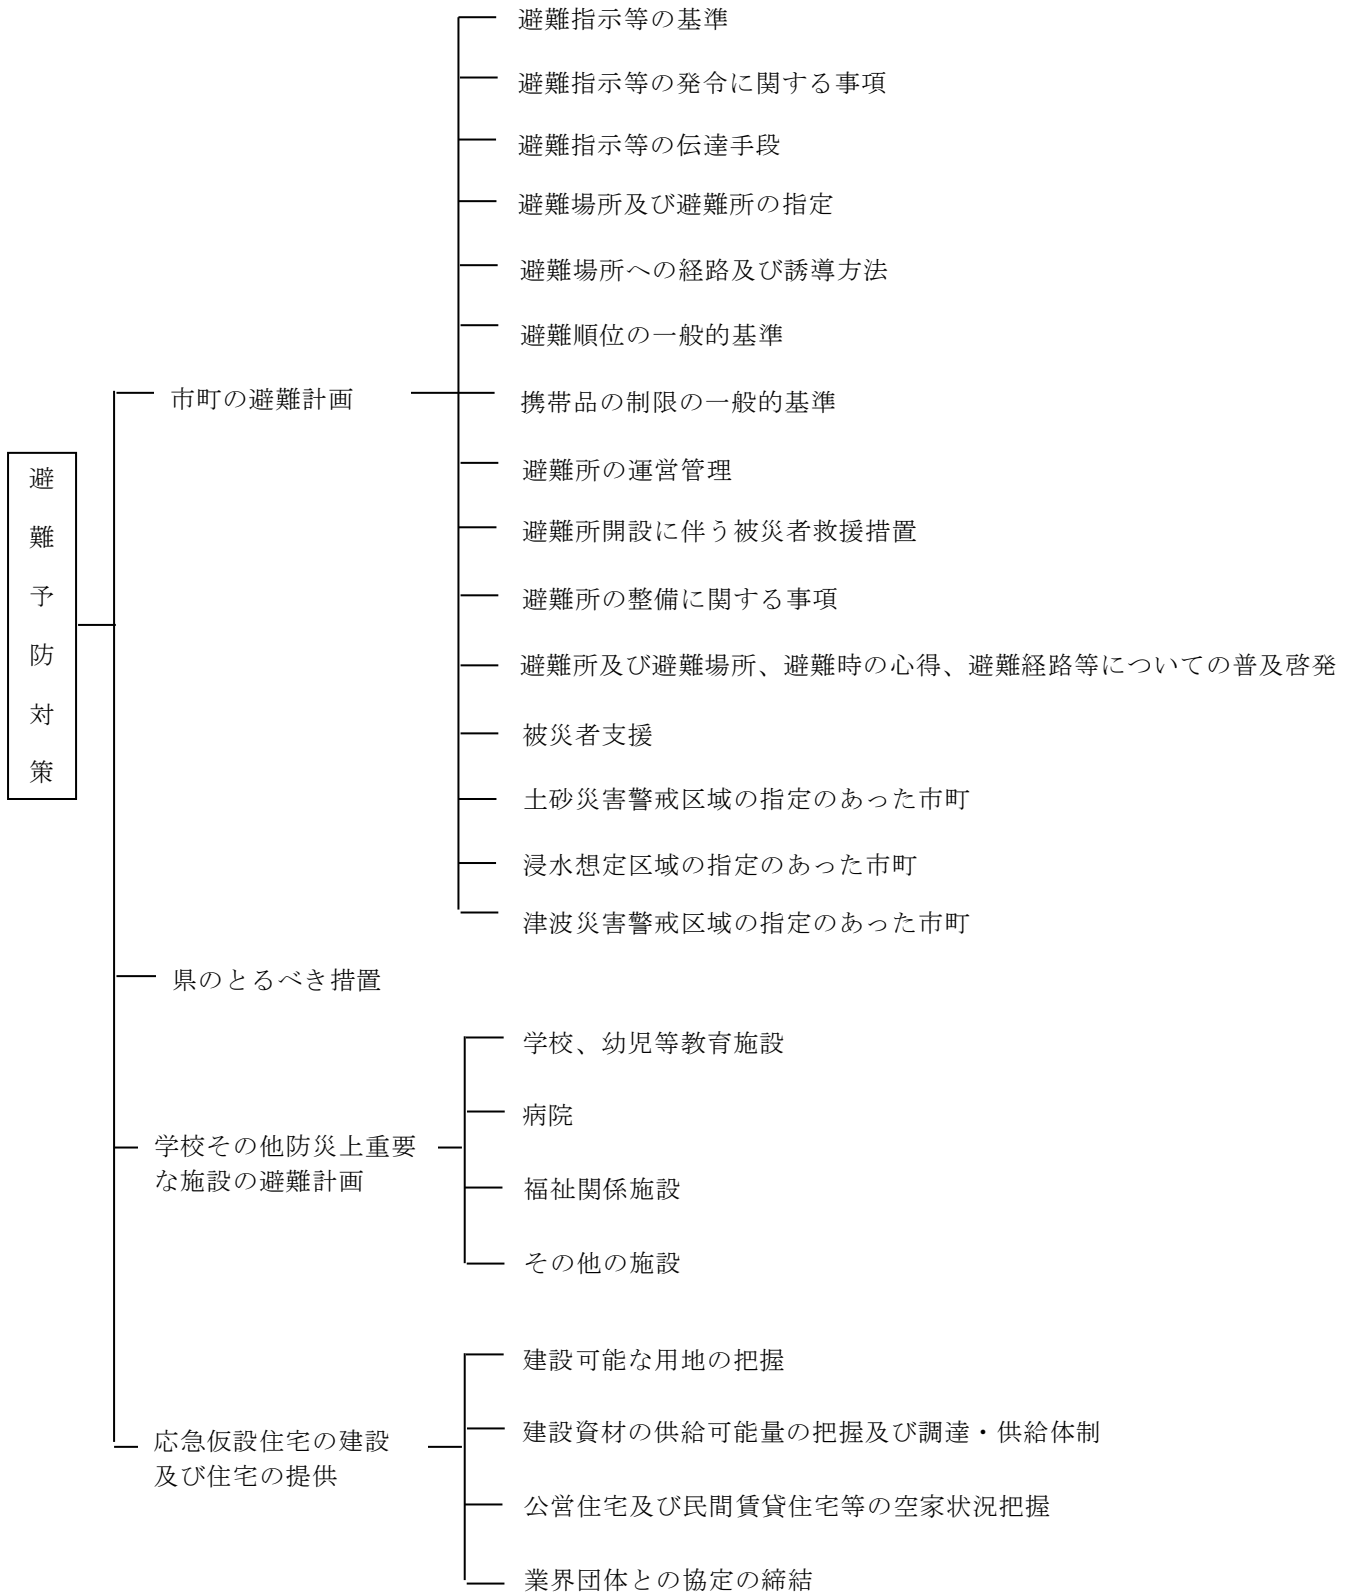 避難予防対策
市町の避難計画
避難指示等の基準
避難指示等の発令に関する事項
避難指示等の伝達手段
避難場所及び避難所の指定
避難場所への経路及び誘導方法
避難順位の一般的基準
携帯品の制限の一般的基準
避難所の運営管理
避難所開設に伴う被災者救援措置
避難所の整備に関する事項
避難所及び避難場所、避難時の心得、避難経路等についての普及啓発
被災者支援
土砂災害警戒区域の指定のあった市町
浸水想定区域の指定のあった市町
津波災害警戒区域の指定のあった市町
県のとるべき措置
学校その他防災上重要
な施設の避難計画
学校、幼児等教育施設
病院
福祉関係施設
その他の施設
応急仮設住宅の建設
及び住宅の提供
建設可能な用地の把握
建設資材の供給可能量の把握及び調達・供給体制
公営住宅及び民間賃貸住宅等の空家状況把握
業界団体との協定の締結